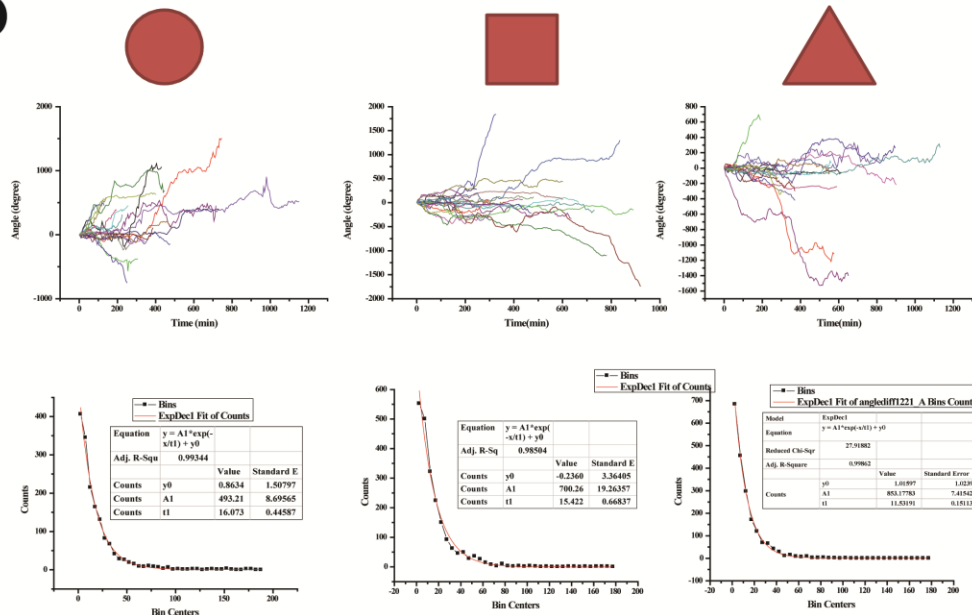 2000
1000
0
-1000
Angle (degree)
0 200 400 600 800 1000 1200
Time (min)
2000
1500
1000
500
0
-500
-1000
-1500
-2000
Angle (degree)
0 200 400 600 800 1000
Time(min)
800
600
400
200
0
-200
-400
-600
-800
-1000
-1200
-1400
-1600
Angle (degree)
0 200 400 600 800 1000 1200
Time (min)
Bins
ExpDec1 Fit of Counts
Equation y = A1*exp(-
x/t1) + y0
Adj. R-Squ 0.99344
Value Standard E
Counts y0 0.8634 1.50797
Counts A1 493.21 8.69565
Counts t1 16.073 0.44587
400
300
200
100
0
Counts
0 50 100 150 200
Bin Centers
Bins
ExpDec1 Fit of Counts
Equation y = A1*exp(
-x/t1) + y0
Adj. R-Sq 0.98504
Value Standard E
Counts y0 -0.2360 3.36405
Counts A1 700.26 19.26357
Counts t1 15.422 0.66837
600
500
400
300
200
100
0
-100
Counts
0 20 40 60 80 100 120 140 160 180 200
Bin Centers
Bins
ExpDec1 Fit of anglediff1221_A Bins Count
Model ExpDec1
Equation y = A1*exp(-x/t1) + y0
Reduced Chi-Sqr 27.91882
Adj. R-Square 0.99862
Value Standard Error
y0 1.01597
Counts A1 853.17783 7.41542
t1 11.53191 0.15113
700
600
500
400
300
200
100
0
-100
Counts
0 20 40 60 80 100 120 140 160 180 200
Bin Centers